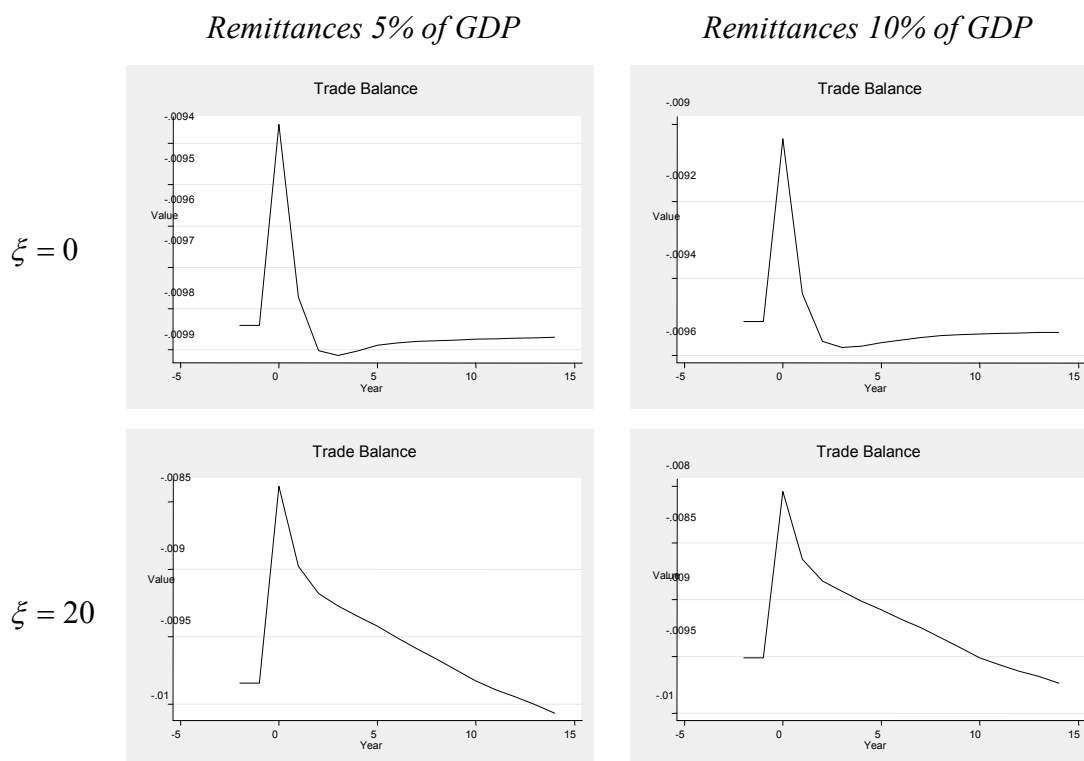 Remittances 5% of GDP
Remittances 10% of GDP
ξ = 0
Trade Balance
-.0094
-.0095
-.0096
Value
-.0097
-.0098
-.0099
-5 0 5 10 15
Year
Trade Balance
-.009
-.0092
Value
-.0094
-.0096
-5 0 5 10 15
Year
ξ = 20
Trade Balance
-.0085
-.009
Value
-.0095
-.01
-5 0 5 10 15
Year
Trade Balance
-.008
-.0085
Value
-.009
-.0095
-.01
-5 0 5 10 15
Year